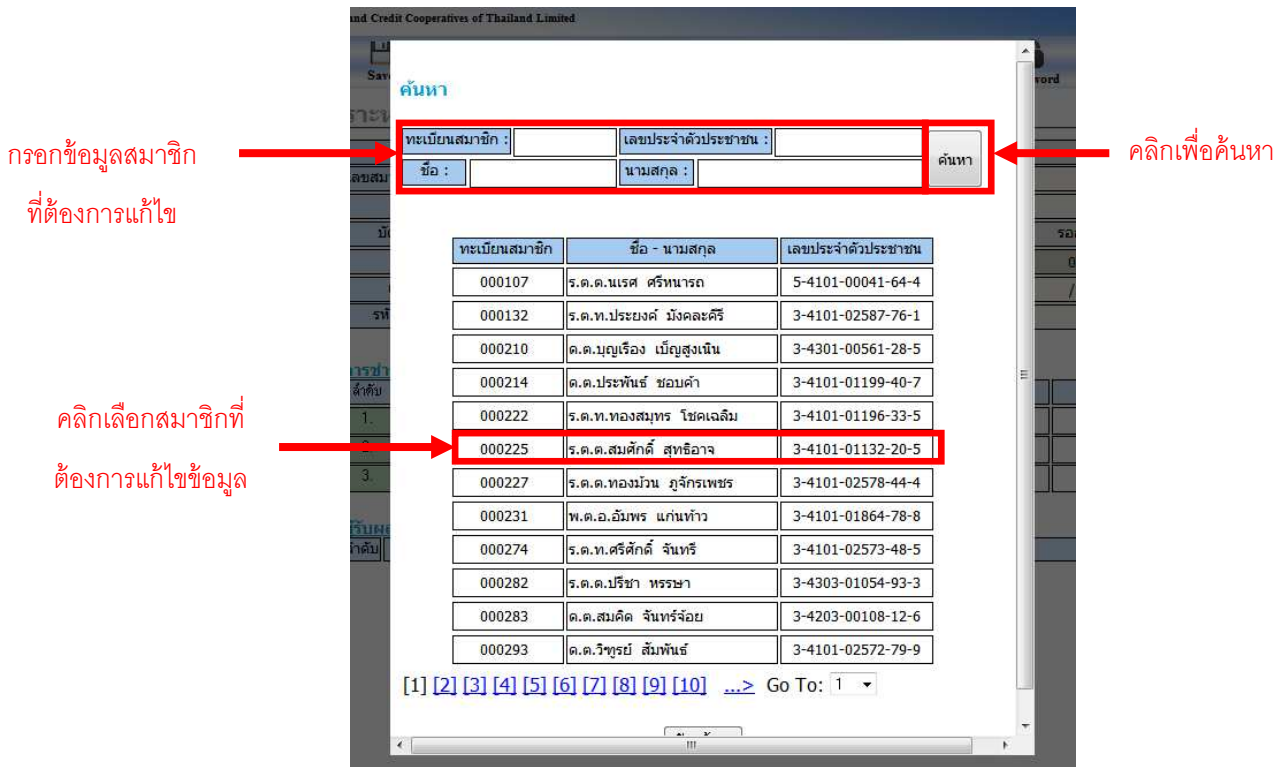 and Credit Cooperatives of Thailand Limited
Save
word
ค้นหา
ทะเบียนสมาชิก : เลขประจำตัวประชาชน :
ชื่อ : นามสกุล :
ค้นหา
กรอกข้อมูลสมาชิก
ที่ต้องการแก้ไข
คลิกเพื่อค้นหา
ทะเบียนสมาชิก ชื่อ - นามสกุล เลขประจำตัวประชาชน
000107 ร.ต.ต.นเรศ ศรีหนารถ 5-4101-00041-64-4
000132 ร.ต.ท.ประยงค์ มังคละคีรี 3-4101-02587-76-1
000210 ด.ต.บุญเรือง เบ็ญสูงเนิน 3-4301-00561-28-5
000214 ด.ต.ประพันธ์ ชอบค้า 3-4101-01199-40-7
000222 ร.ต.ท.ทองสมุทร โชคเฉลิม 3-4101-01196-33-5
000225 ร.ต.ต.สมศักดิ์ สุทธิอาจ 3-4101-01132-20-5
000227 ร.ต.ต.ทองม้วน ภูจักรเพชร 3-4101-02578-44-4
000231 พ.ต.อ.อัมพร แก่นท้าว 3-4101-01864-78-8
000274 ร.ต.ท.ศรีศักดิ์ จันทรี 3-4101-02573-48-5
000282 ร.ต.ต.ปรีชา หรรษา 3-4303-01054-93-3
000283 ด.ต.สมคิด จันทร์จ้อย 3-4203-00108-12-6
000293 ด.ต.วิฑูรย์ สัมพันธ์ 3-4101-02572-79-9
คลิกเลือกสมาชิกที่
ต้องการแก้ไขข้อมูล
ลำดับ
1.
2.
3.
[1] [2] [3] [4] [5] [6] [7] [8] [9] [10] ...> Go To: 1